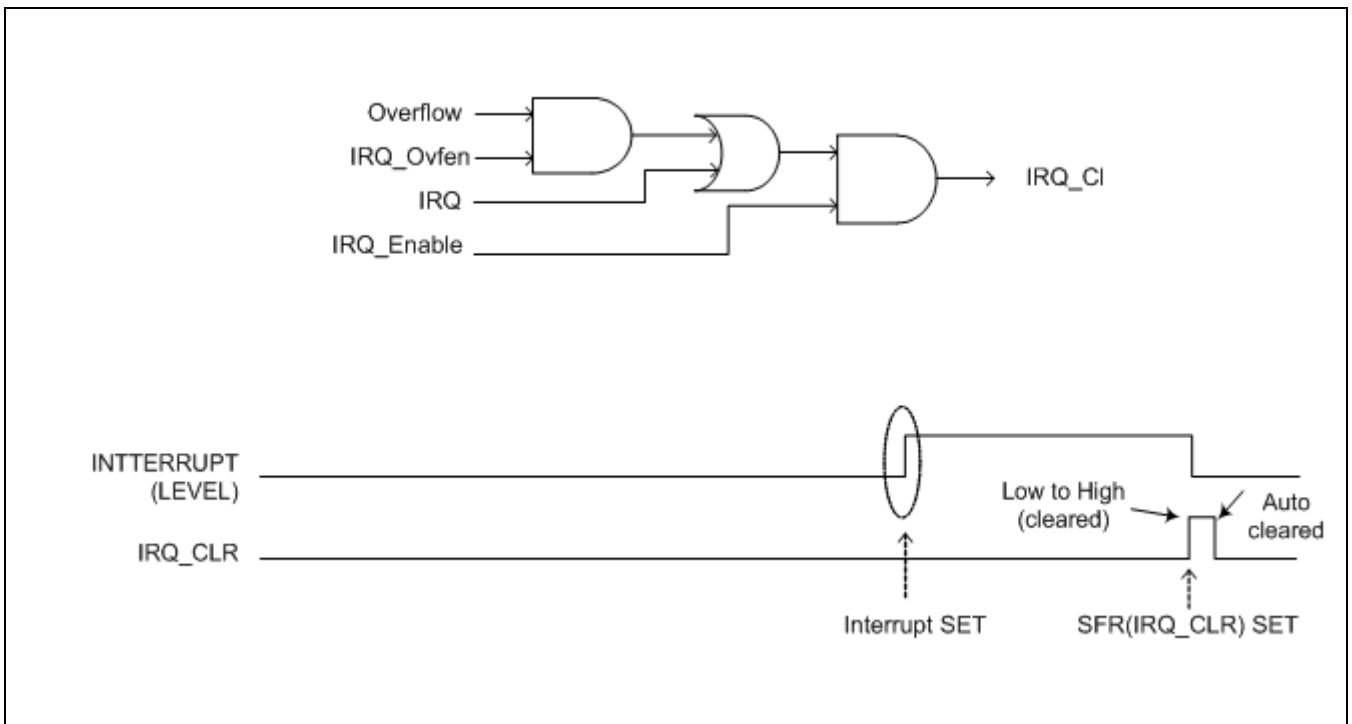 Overflow
IRQ_Ovfen
IRQ
IRQ_Enable
IRQ_CI
INTTERRUPT
(LEVEL)
Low to High
(cleared)
Auto
cleared
IRQ_CLR
Interrupt SET
SFR(IRQ_CLR) SET